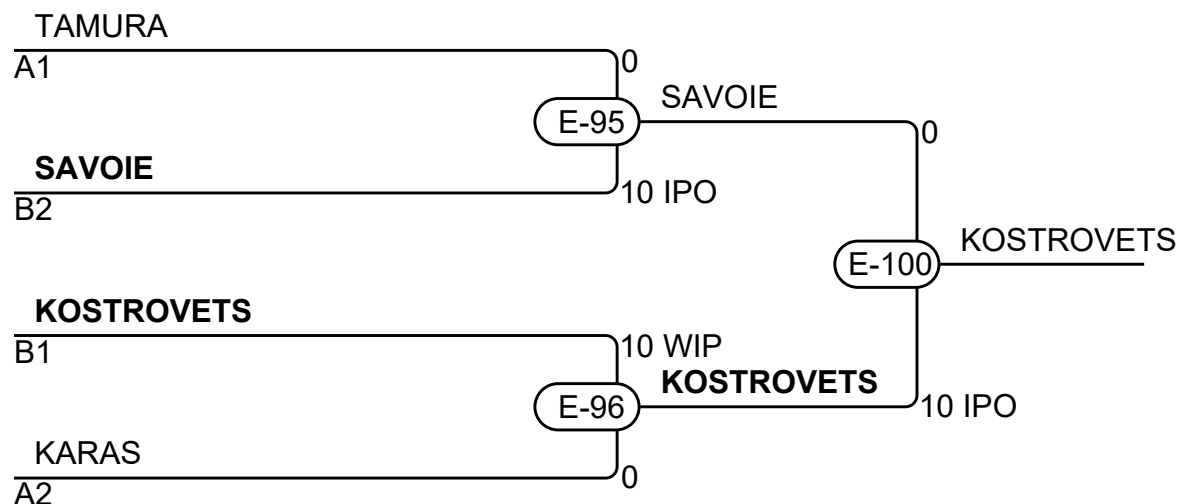 TAMURA
A1
0
E-95
SAVOIE
0
SAVOIE
B2
10 IPO
E-100
KOSTROVETS
KOSTROVETS
B1
10 WIP
KOSTROVETS
E-96
10 IPO
KARAS
A2
0